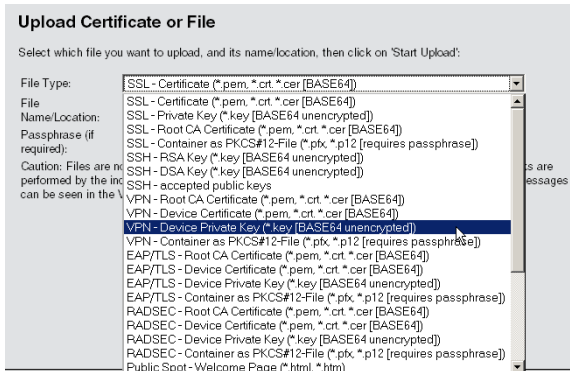 Upload Certificate or File
Select which file you want to upload, and its name/location, then click on 'Start Upload':
File Type:
SSL - Certificate (*.pem, *.crt. *.cer [BASE64])
File
Name/Location:
Passphrase (if
required):
Caution: Files are
performed by the
can be seen in the
are
SSL - Certificate (*.pem, *.crt. *.cer [BASE64])
SSL - Private Key (*.key [BASE64 unencrypted])
SSL - Root CA Certificate (*.pem, *.crt. *.cer [BASE64])
SSL - Container as PKCS#12-File (*.pfx, *.p12 [requires passphrase])
SSH - RSA Key (*.key [BASE64 unencrypted])
SSH - DSA Key (*.key [BASE64 unencrypted])
SSH - accepted public keys
VPN - Root CA Certificate (*.pem, *.crt. *.cer [BASE64])
VPN - Device Certificate (*.pem, *.crt. *.cer [BASE64])
VPN - Device Private Key (*.key [BASE64 unencrypted])
VPN - Container as PKCS#12-File (*.pfx, *.p12 [requires passphrase])
EAP/TLS - Root CA Certificate (*.pem, *.crt. *.cer [BASE64])
EAP/TLS - Device Certificate (*.pem, *.crt. *.cer [BASE64])
EAP/TLS - Device Private Key (*.key [BASE64 unencrypted])
EAP/TLS - Container as PKCS#12-File (*.pfx, *.p12 [requires passphrase])
RADSEC - Root CA Certificate (*.pem, *.crt. *.cer [BASE64])
RADSEC - Device Certificate (*.pem, *.crt. *.cer [BASE64])
RADSEC - Device Private Key (*.key [BASE64 unencrypted])
RADSEC - Container as PKCS#12-File (*.pfx, *.p12 [requires passphrase])
Public Spot - Welcome Page (*.html, *.htm)